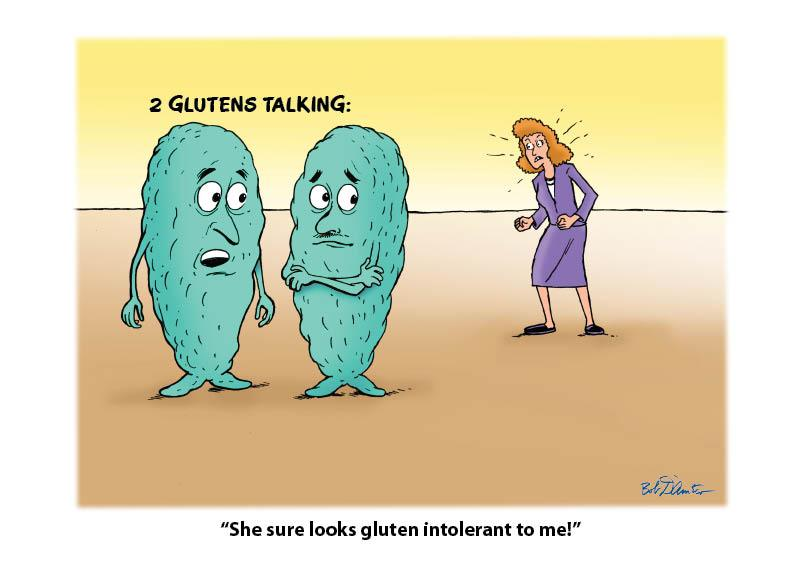 2 GLUTENS TALKING:
“She sure looks gluten intolerant to me!”